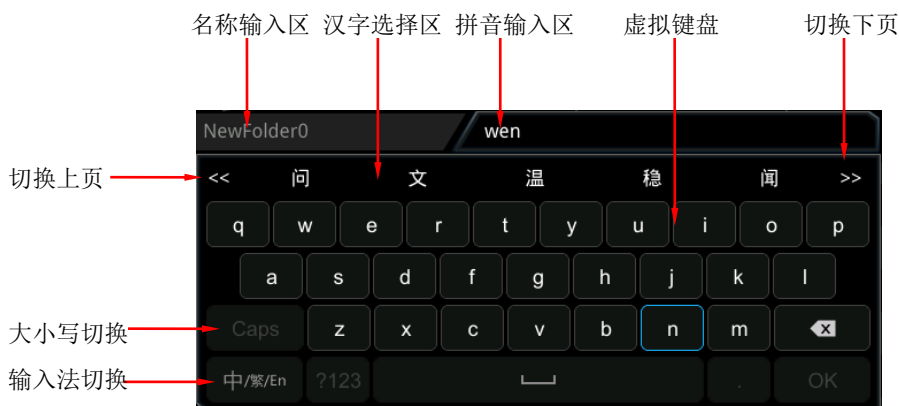 名称输入区 汉字选择区 拼音输入区 虚拟键盘 切换下页
NewFolder0 wen
切换上页 << 问 文 温 稳 闻 >>
q w e r t y u i o p
a s d f g h j k l
大小写切换 Caps z x c v b n m x
输入法切换 中/繁/En ?123 . OK